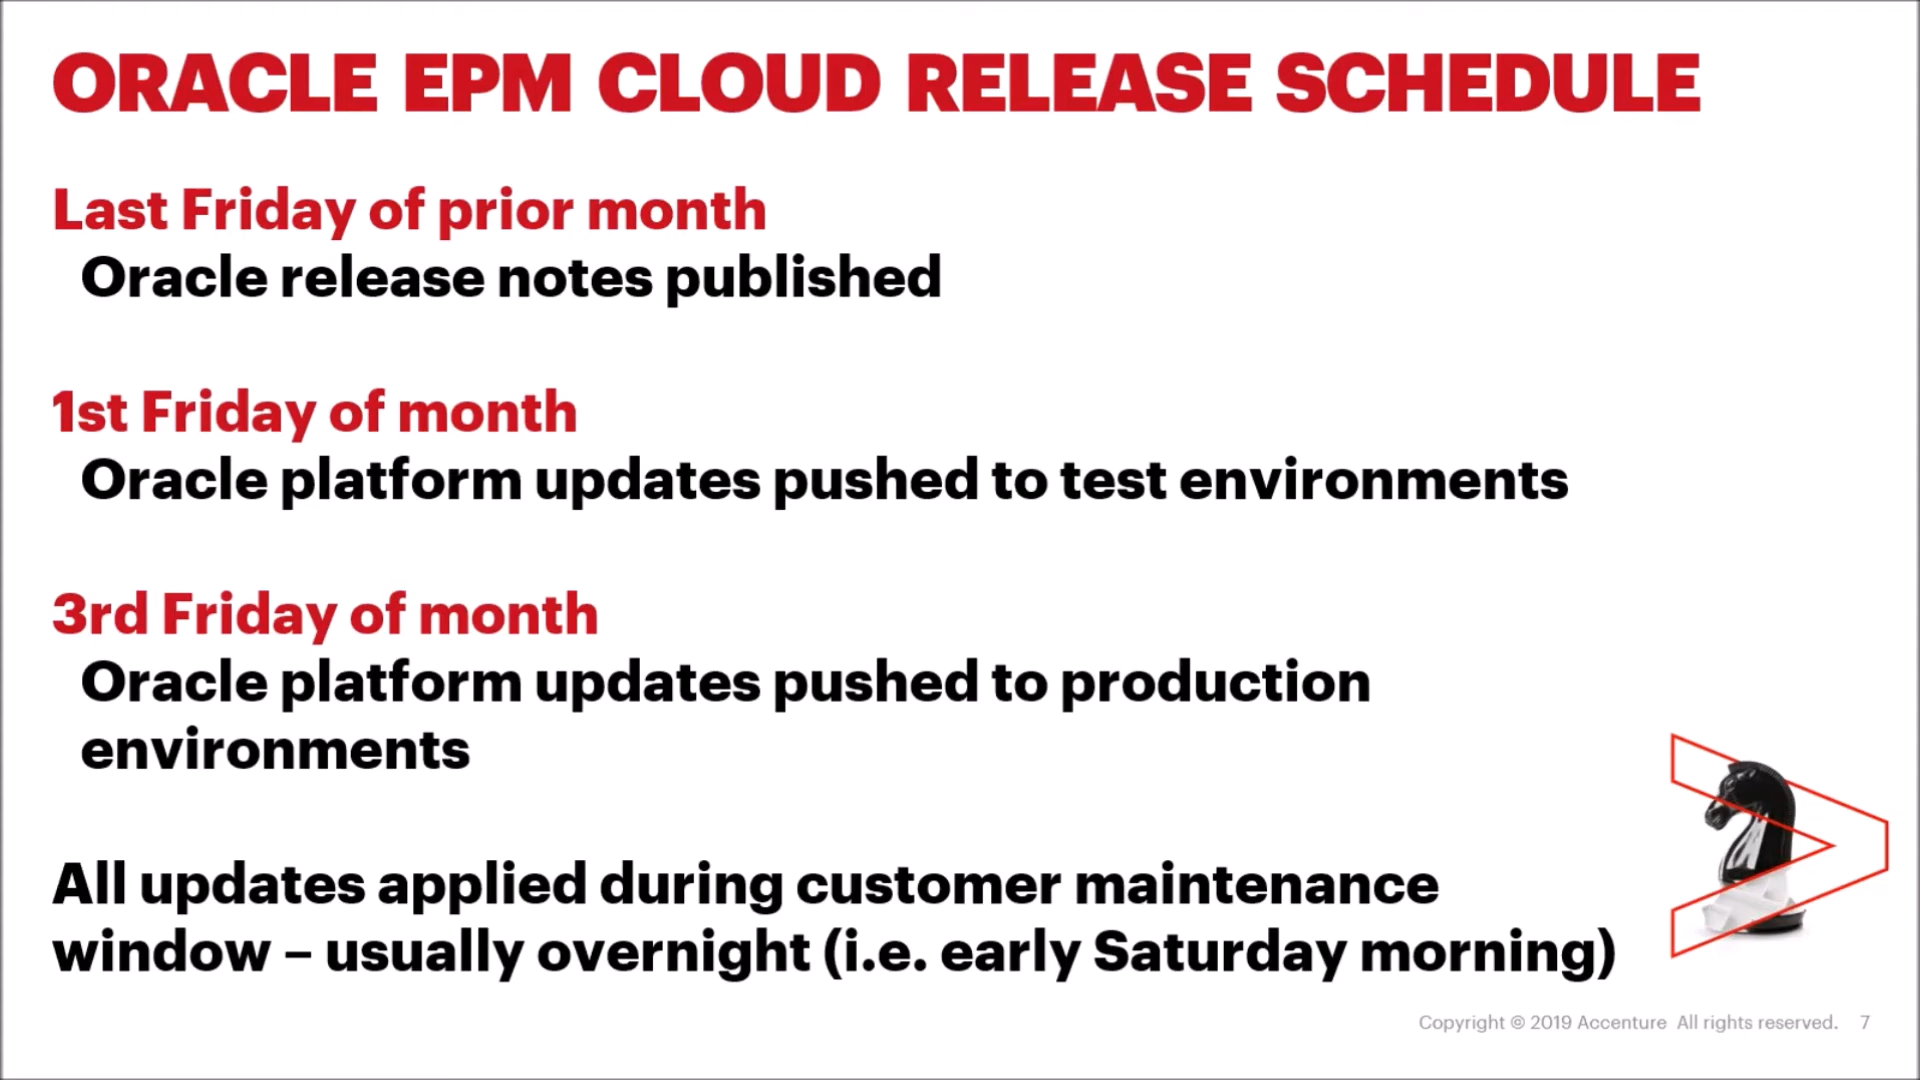 ORACLE EPM CLOUD RELEASE SCHEDULE
Last Friday of prior month
Oracle release notes published
1st Friday of month
Oracle platform updates pushed to test environments
3rd Friday of month
Oracle platform updates pushed to production
environments
All updates applied during customer maintenance
window – usually overnight (i.e. early Saturday morning)
Copyright © 2019 Accenture All rights reserved. 7